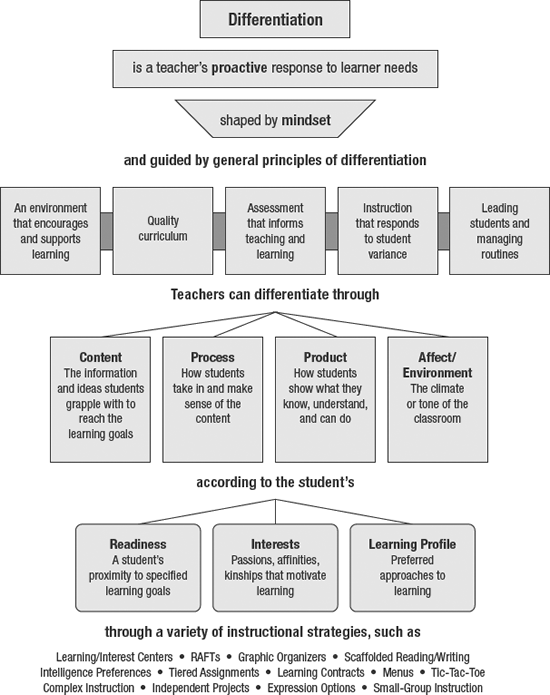 Differentiation
is a teacher's proactive response to learner needs
shaped by mindset
and guided by general principles of differentiation
An environment
that encourages
and supports
learning
Quality
curriculum
Assessment
that informs
teaching and
learning
Instruction
that responds
to student
variance
Leading
students and
managing
routines
Teachers can differentiate through
Content
The information
and ideas students
grapple with to
reach the
learning goals
Process
How students
take in and make
sense of the
content
Product
How students
show what they
know, understand,
and can do
Affect/
Environment
The climate
or tone of the
classroom
according to the student's
Readiness
A student's
proximity to specified
learning goals
Interests
Passions, affinities,
kinships that motivate
learning
Learning Profile
Preferred
approaches to
learning
through a variety of instructional strategies, such as
Learning/Interest Centers • RAFTs • Graphic Organizers • Scaffolded Reading/Writing
Intelligence Preferences • Tiered Assignments • Learning Contracts • Menus • Tic-Tac-Toe
Complex Instruction • Independent Projects • Expression Options • Small-Group Instruction